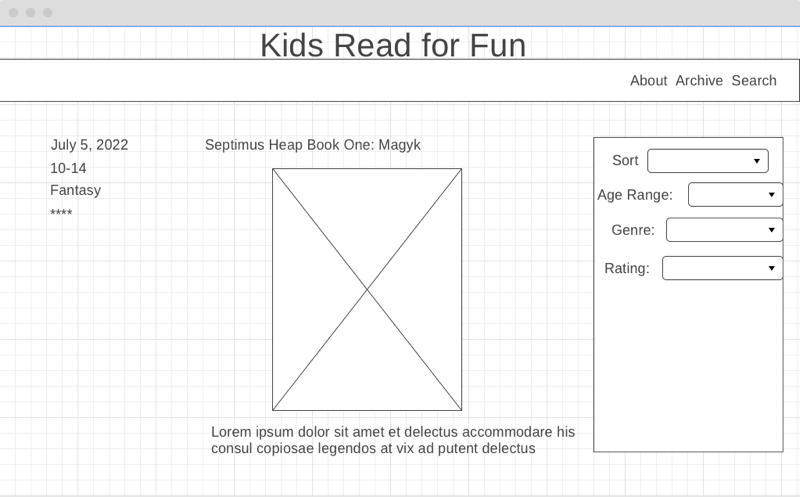 Kids Read for Fun
About Archive Search
July 5, 2022
10-14
Fantasy
****
Septimus Heap Book One: Magyk
Lorem ipsum dolor sit amet et delectus accommodare his
consul copiosae legendos at vix ad putent delectus
Sort
Age Range:
Genre:
Rating: